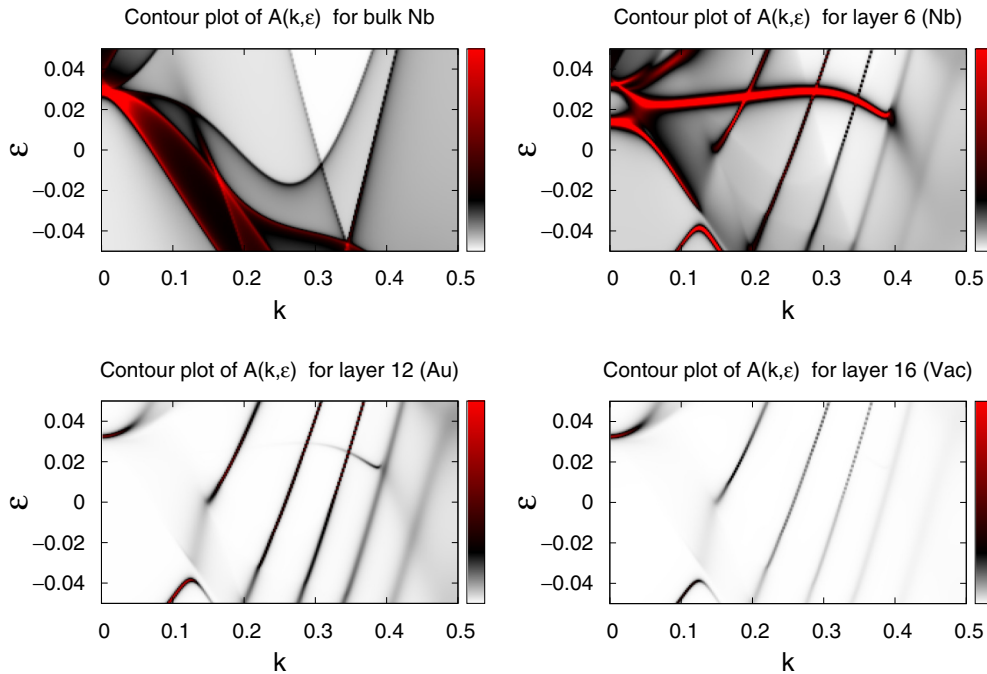 Contour plot of A(k,ε) for bulk Nb
Contour plot of A(k,ε) for layer 6 (Nb)
0.04
0.02
0
−0.02
−0.04
ε
0 0.1 0.2 0.3 0.4 0.5
k
0.04
0.02
0
−0.02
−0.04
ε
0 0.1 0.2 0.3 0.4 0.5
k
Contour plot of A(k,ε) for layer 12 (Au)
Contour plot of A(k,ε) for layer 16 (Vac)
0.04
0.02
0
−0.02
−0.04
ε
0 0.1 0.2 0.3 0.4 0.5
k
0.04
0.02
0
−0.02
−0.04
ε
0 0.1 0.2 0.3 0.4 0.5
k